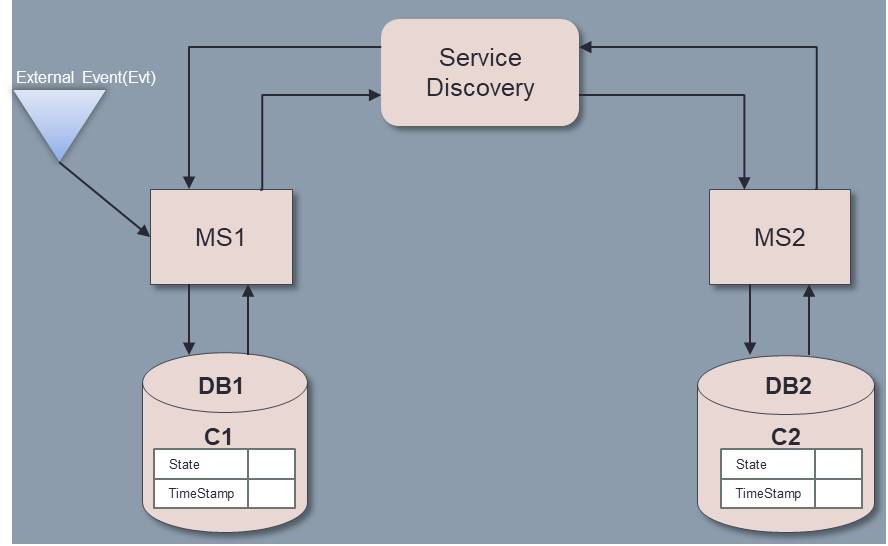 Service
Discovery
External Event(Evt)
MS1
MS2
DB1
DB2
C1
C2
State
State
TimeStamp
TimeStamp